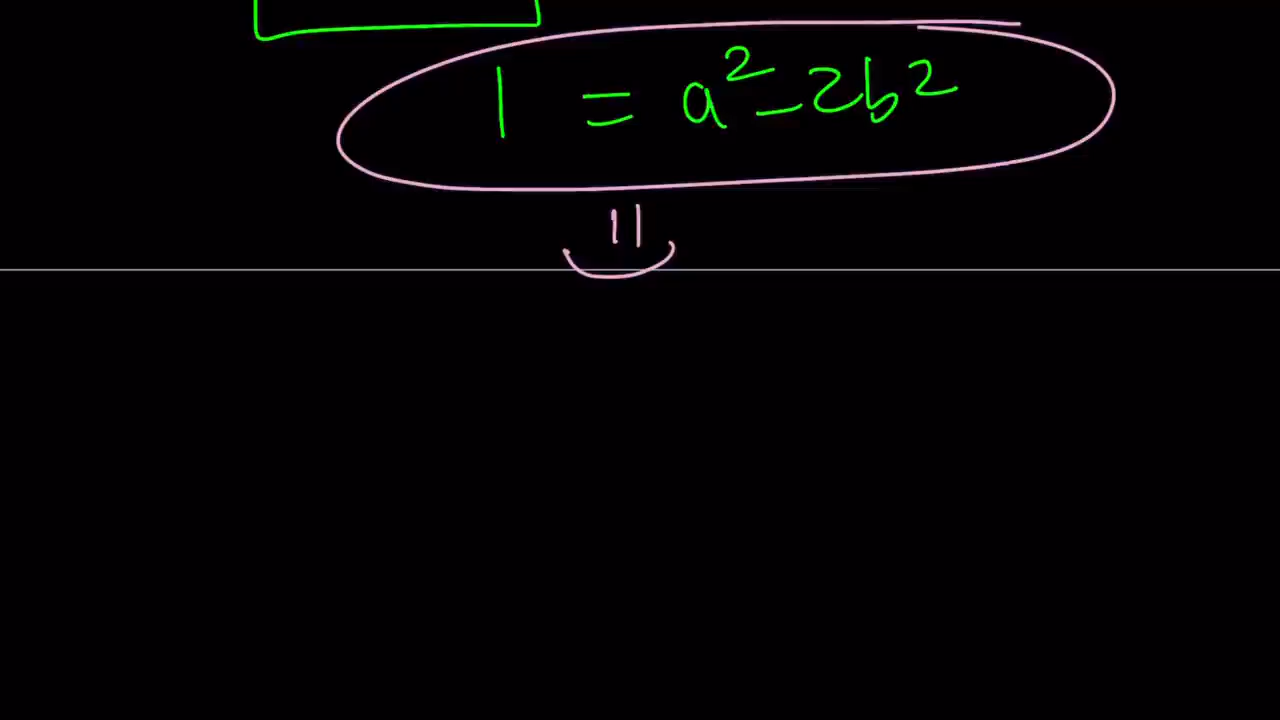 1 = a² - 2b²